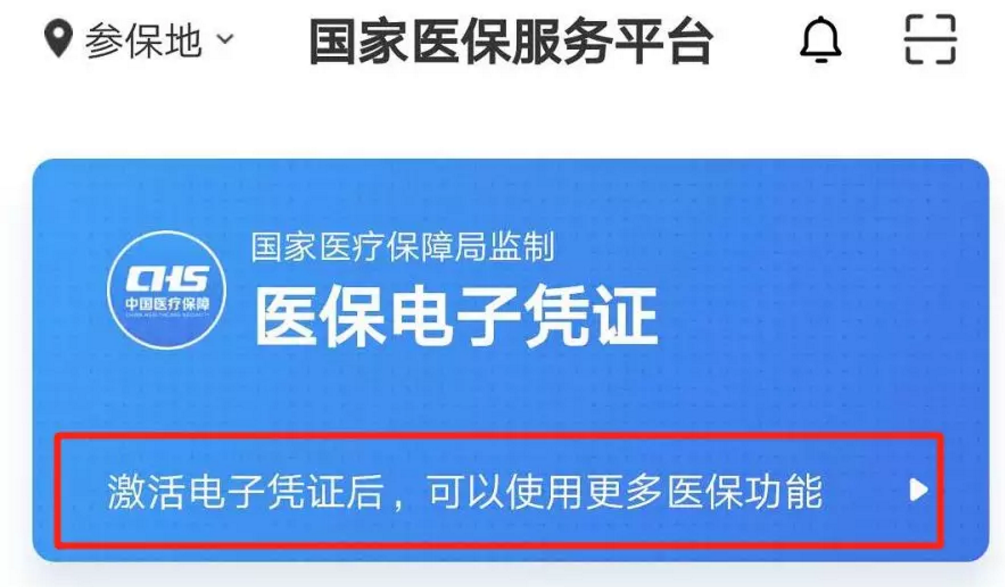 参保地
国家医保服务平台
国家医疗保障局监制
CHS
中国医疗保障
医保电子凭证
激活电子凭证后，可以使用更多医保功能